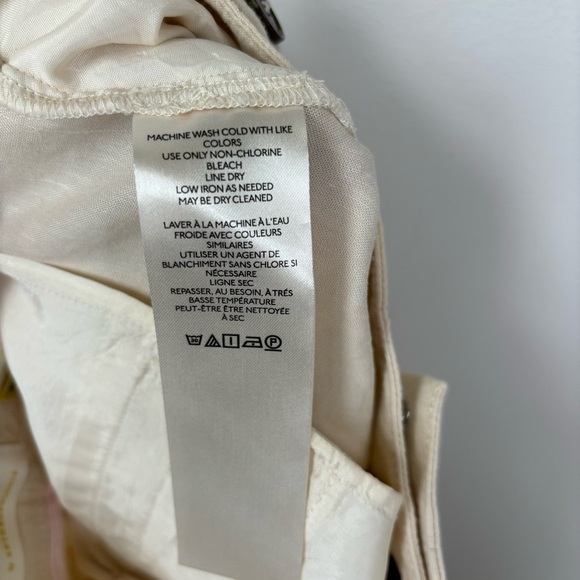 MACHINE WASH COLD WITH LIKE
COLORS
USE ONLY NON-CHLORINE
BLEACH
LINE DRY
LOW IRON AS NEEDED
MAY BE DRY CLEANED
LAVER À LA MACHINE À L'EAU
FROIDE AVEC COULEURS
SIMILAIRES
UTILISER UN AGENT DE
BLANCHIMENT SANS CHLORE SI
NÉCESSAIRE
LIGNE SEC
REPASSER, AU BESOIN, À TRÉS
BASSE TEMPÉRATURE
PEUT-ÊTRE ÊTRE NETTOYÉE
À SEC
30
P